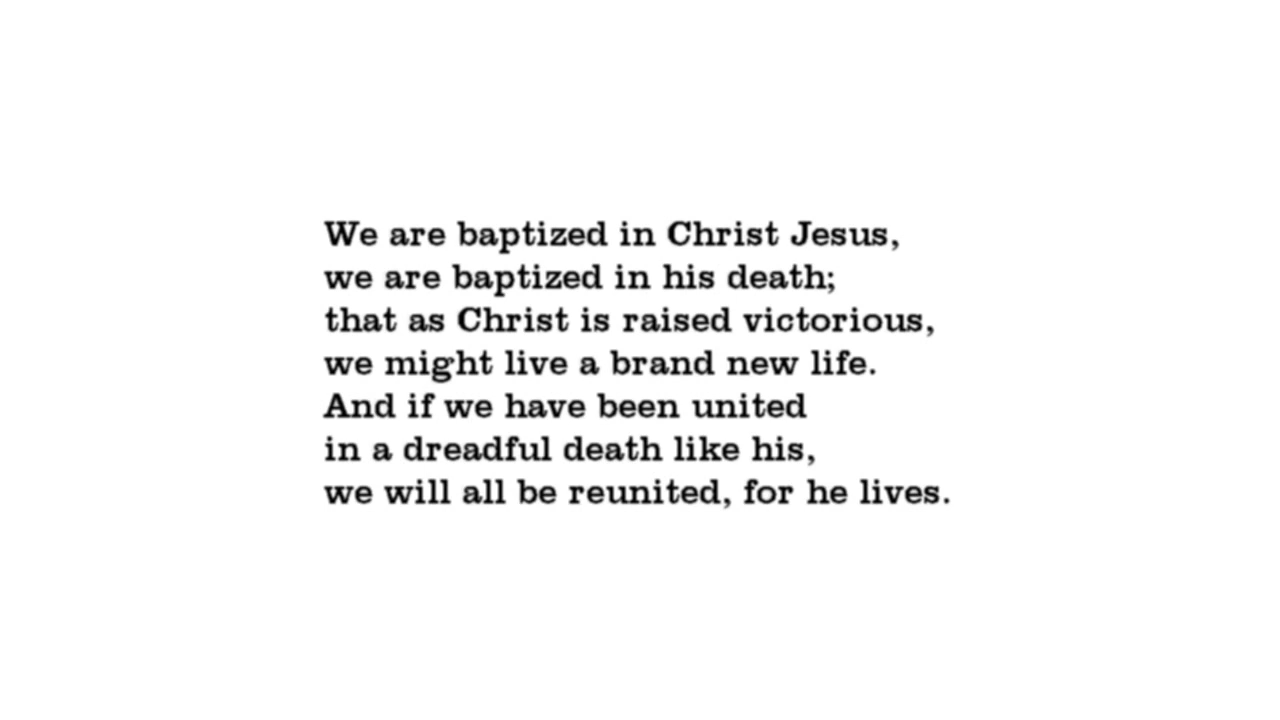 We are baptized in Christ Jesus,
we are baptized in his death;
that as Christ is raised victorious,
we might live a brand new life.
And if we have been united
in a dreadful death like his,
we will all be reunited, for he lives.